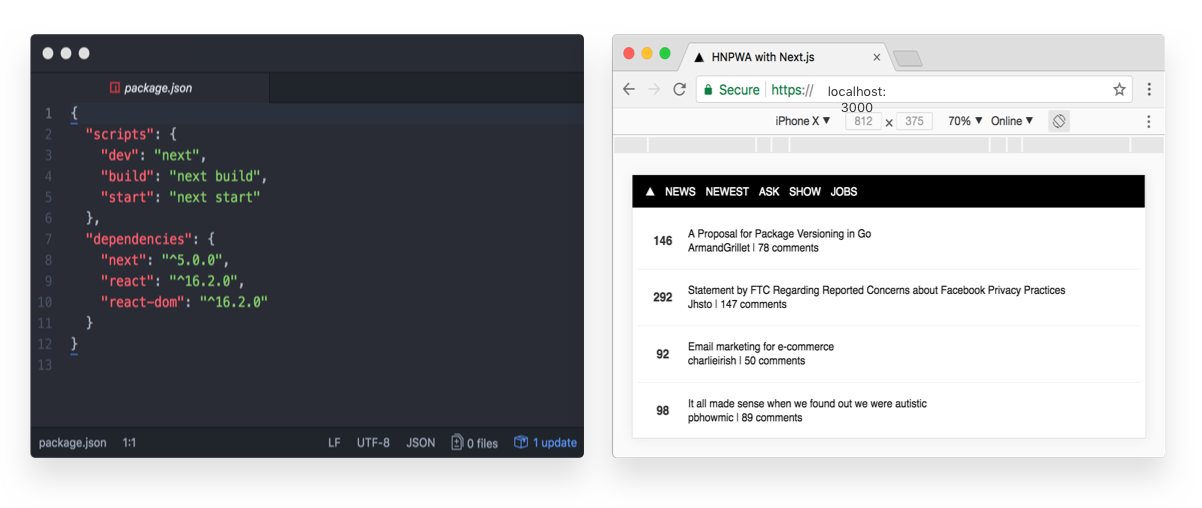 package.json
1 {
2 "scripts": {
3 "dev": "next",
4 "build": "next build",
5 "start": "next start"
6 },
7 "dependencies": {
8 "next": "^5.0.0",
9 "react": "^16.2.0",
10 "react-dom": "^16.2.0"
11 }
12 }
13
package.json 1:1 LF UTF-8 JSON 0 files 1 update
HNPWA with Next.js
Secure https:// localhost:
3000
iPhone X ▼ 812 × 375 70% ▼ Online ▼
▲ NEWS NEWEST ASK SHOW JOBS
146
A Proposal for Package Versioning in Go
ArmandGrillet | 78 comments
292
Statement by FTC Regarding Reported Concerns about Facebook Privacy Practices
Jhsto | 147 comments
92
Email marketing for e-commerce
charlieirish | 50 comments
98
It all made sense when we found out we were autistic
pbhowmic | 89 comments